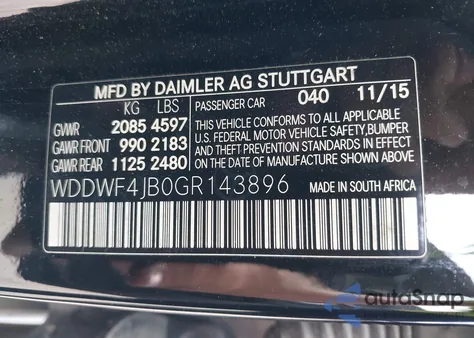 MFD BY DAIMLER AG STUTTGART
KG LBS PASSENGER CAR 040 11/15
GVWR 2085 4597
GAWR FRONT 990 2183
GAWR REAR 1125 2480
THIS VEHICLE CONFORMS TO ALL APPLICABLE
U.S. FEDERAL MOTOR VEHICLE SAFETY, BUMPER
AND THEFT PREVENTION STANDARDS IN EFFECT
ON THE DATE OF MANUFACTURE SHOWN ABOVE.
WDDWF4JB0GR143896 MADE IN SOUTH AFRICA
autoSnap